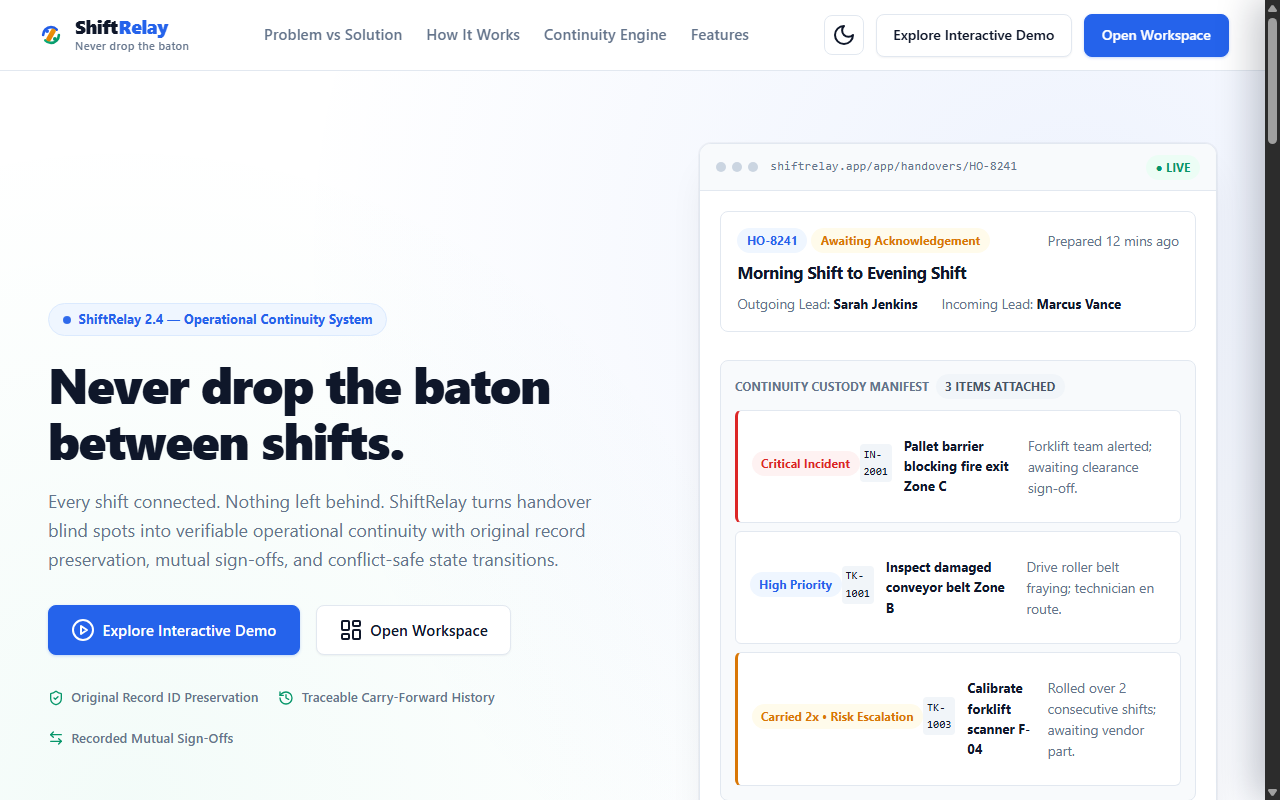 ShiftRelay
Never drop the baton
Problem vs Solution
How It Works
Continuity Engine
Features
Explore Interactive Demo
Open Workspace
ShiftRelay 2.4 — Operational Continuity System
Never drop the baton
between shifts.
Every shift connected. Nothing left behind. ShiftRelay turns handover
blind spots into verifiable operational continuity with original record
preservation, mutual sign-offs, and conflict-safe state transitions.
Explore Interactive Demo
Open Workspace
Original Record ID Preservation
Traceable Carry-Forward History
Recorded Mutual Sign-Offs
shiftrelay.app/app/handovers/HO-8241
• LIVE
HO-8241
Awaiting Acknowledgement
Prepared 12 mins ago
Morning Shift to Evening Shift
Outgoing Lead: Sarah Jenkins
Incoming Lead: Marcus Vance
CONTINUITY CUSTODY MANIFEST
3 ITEMS ATTACHED
Critical Incident
IN-
2001
Pallet barrier
blocking fire exit
Zone C
Forklift team alerted;
awaiting clearance
sign-off.
High Priority
TK-
1001
Inspect damaged
conveyor belt Zone
B
Drive roller belt
fraying; technician en
route.
Carried 2x • Risk Escalation
TK-
1003
Calibrate
forklift
scanner F-
04
Rolled over 2
consecutive shifts;
awaiting vendor
part.